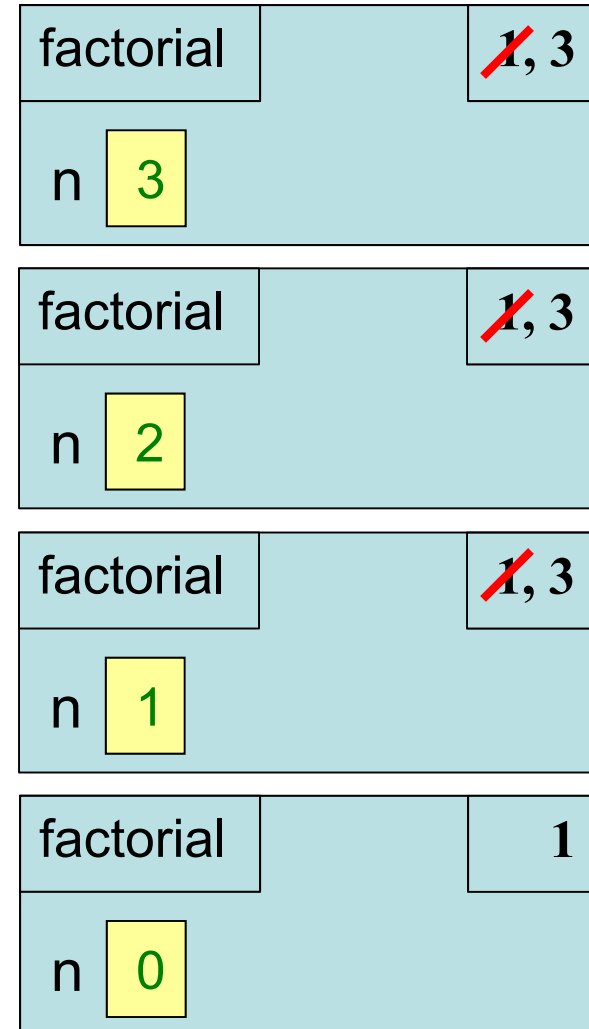 factorial 1, 3
n 3
factorial 1, 3
n 2
factorial 1, 3
n 1
factorial 1
n 0